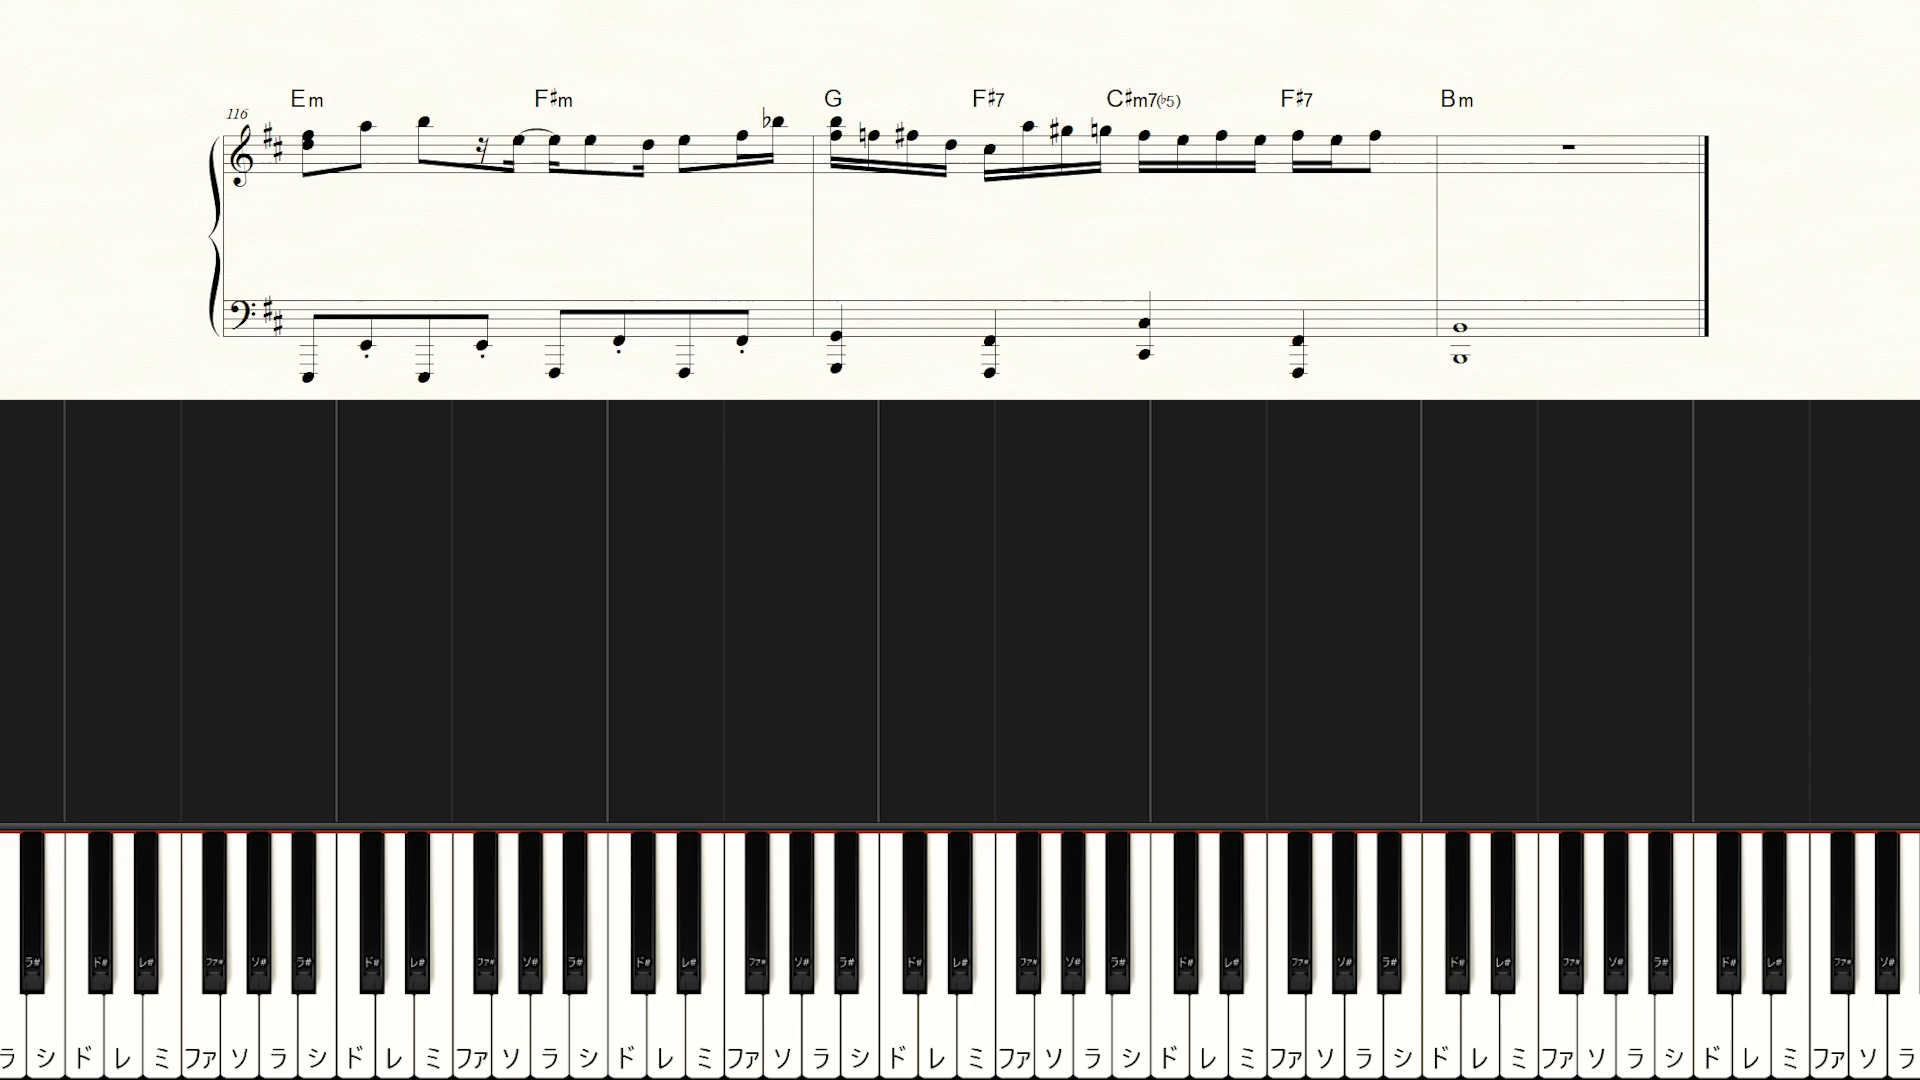 Em F♯m G F♯7 C♯m7(♭5) F♯7 Bm
116
ラ# ド# レ# ファ# ソ# ラ# ド# レ# ファ# ソ# ラ# ド# レ# ファ# ソ# ラ# ド# レ# ファ# ソ# ラ# ド# レ# ファ# ソ# ラ# ド# レ# ファ# ソ# ラ# ド# レ# ファ# ソ#
ラ シ ド レ ミ ファ ソ ラ シ ド レ ミ ファ ソ ラ シ ド レ ミ ファ ソ ラ シ ド レ ミ ファ ソ ラ シ ド レ ミ ファ ソ ラ シ ド レ ミ ファ ソ ラ シ ド レ ミ ファ ソ ラ